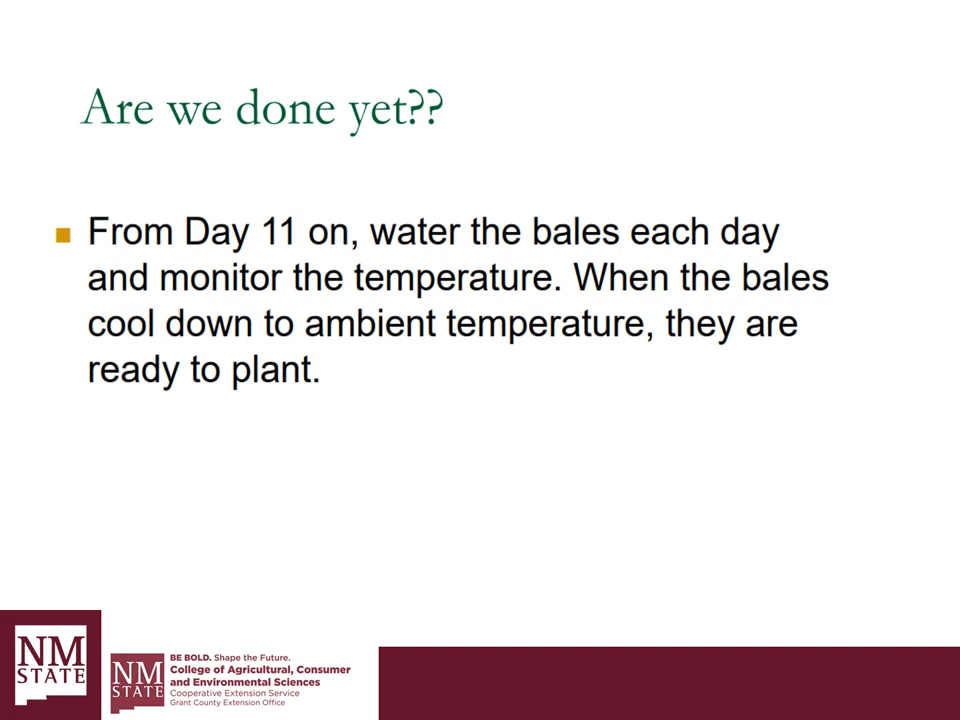 Are we done yet??
From Day 11 on, water the bales each day
and monitor the temperature. When the bales
cool down to ambient temperature, they are
ready to plant.
NM
STATE
NM
STATE
BE BOLD. Shape the Future.
College of Agricultural, Consumer
and Environmental Sciences
Cooperative Extension Service
Grant County Extension Office